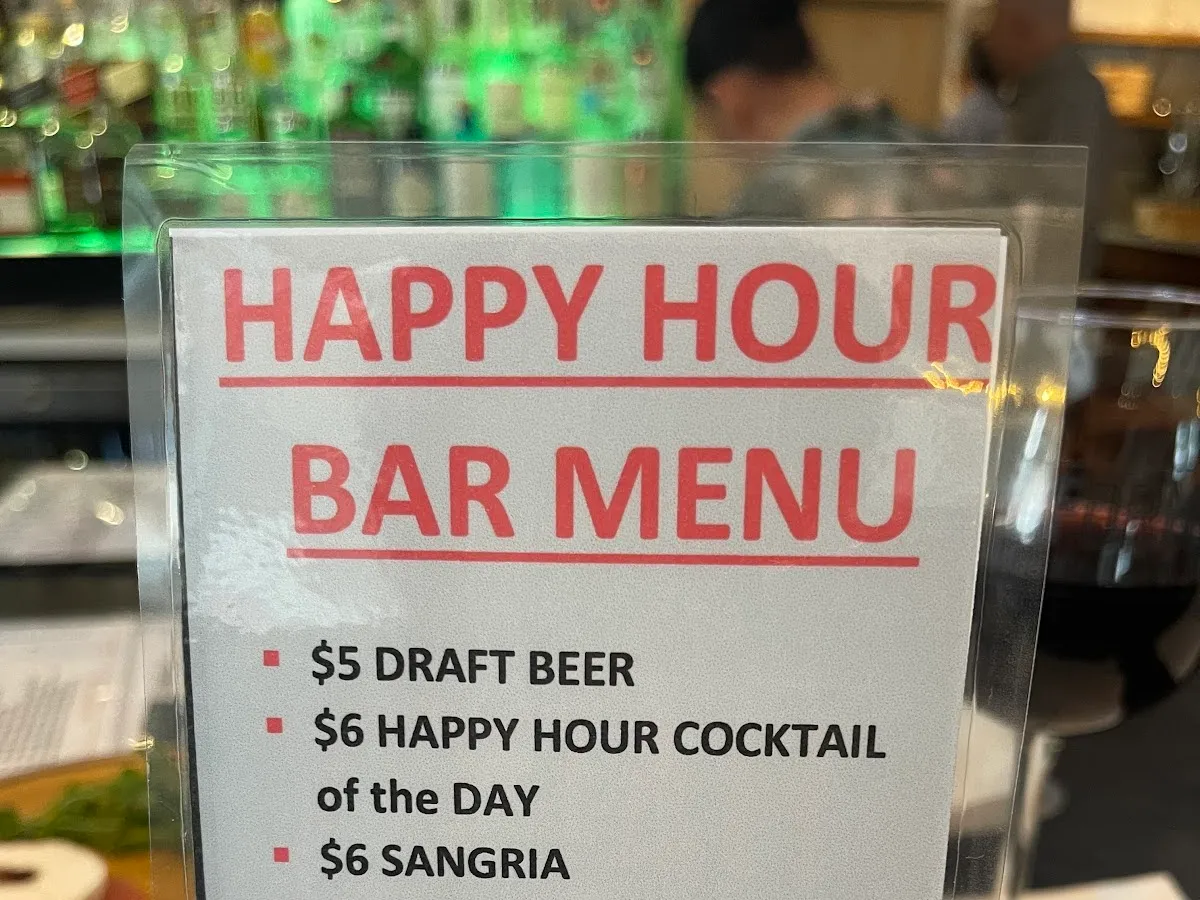 HAPPY HOUR
BAR MENU
▪ $5 DRAFT BEER
▪ $6 HAPPY HOUR COCKTAIL
of the DAY
▪ $6 SANGRIA